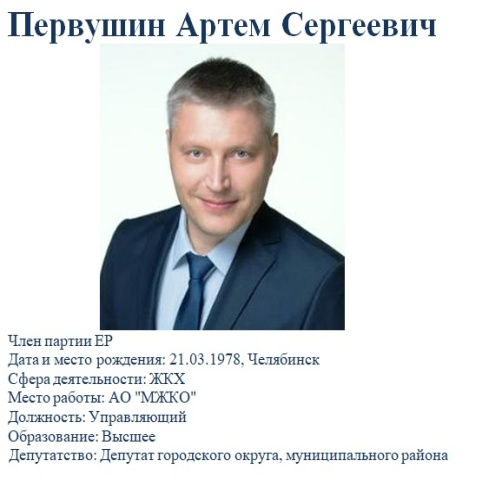 Первушин Артем Сергеевич
Член партии ЕР
Дата и место рождения: 21.03.1978, Челябинск
Сфера деятельности: ЖКХ
Место работы: АО "МЖКО"
Должность: Управляющий
Образование: Высшее
Депутатство: Депутат городского округа, муниципального района